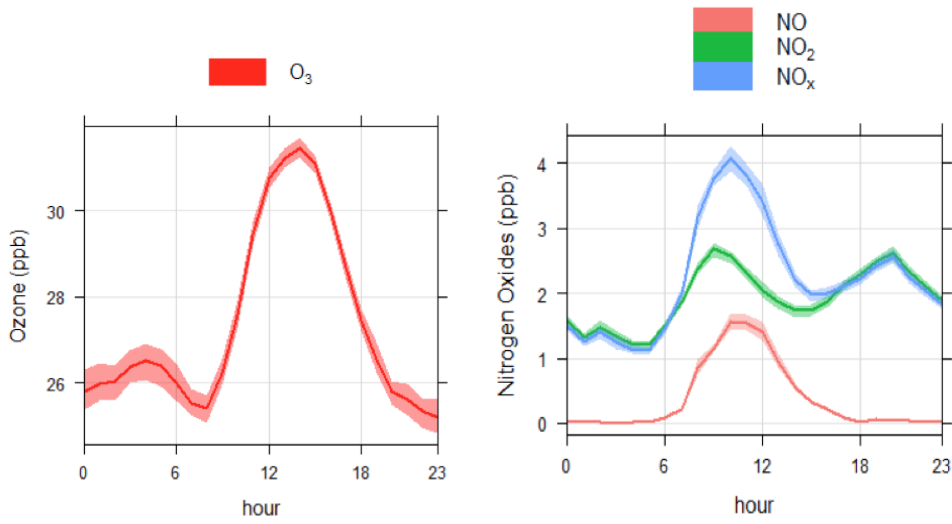 O₃
Ozone (ppb)
30
28
26
0 6 12 18 23
hour
NO
NO₂
NOₓ
Nitrogen Oxides (ppb)
4
3
2
1
0
0 6 12 18 23
hour